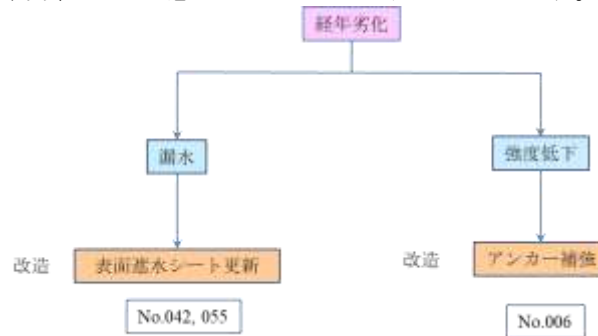 経年劣化
漏水
強度低下
改造
表面遮水シート更新
改造
アンカー補強
No.042, 055
No.006